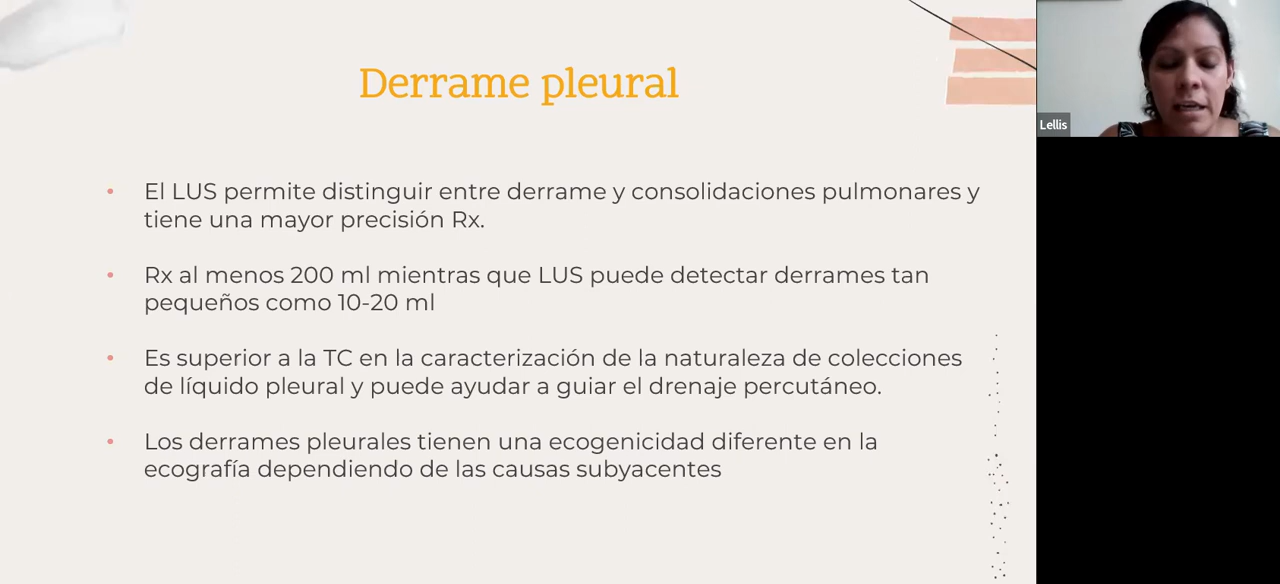 Derrame pleural
Lellis
• El LUS permite distinguir entre derrame y consolidaciones pulmonares y
tiene una mayor precisión Rx.
• Rx al menos 200 ml mientras que LUS puede detectar derrames tan
pequeños como 10-20 ml
• Es superior a la TC en la caracterización de la naturaleza de colecciones
de líquido pleural y puede ayudar a guiar el drenaje percutáneo.
• Los derrames pleurales tienen una ecogenicidad diferente en la
ecografía dependiendo de las causas subyacentes